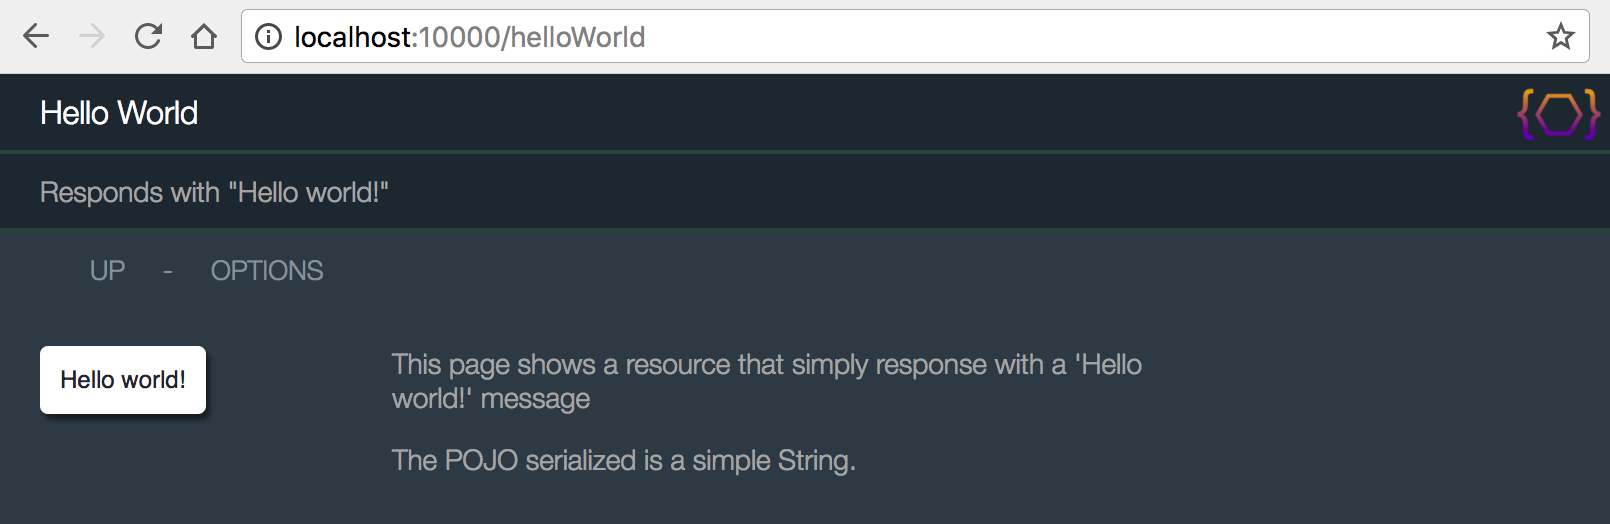 localhost:10000/helloWorld
Hello World
Responds with "Hello world!"
UP - OPTIONS
Hello world!
This page shows a resource that simply response with a 'Hello
world!' message
The POJO serialized is a simple String.